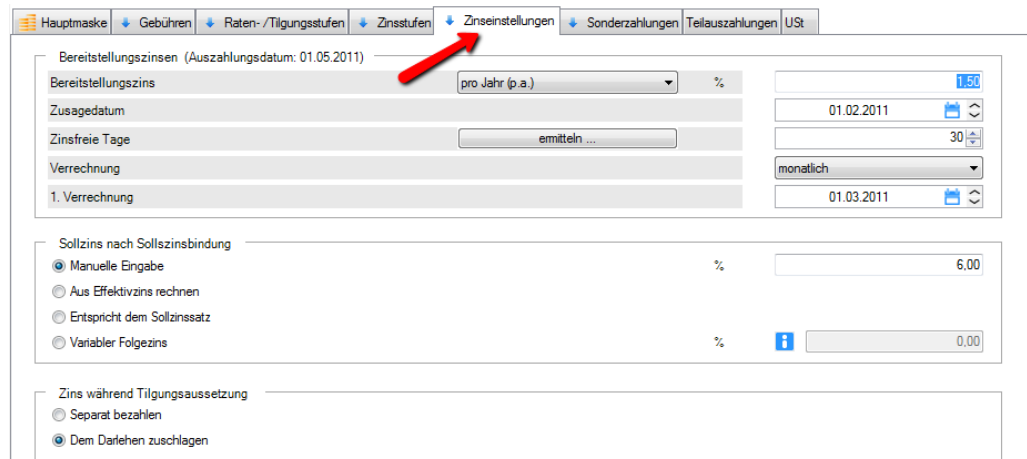 Hauptmaske Gebühren Raten- /Tilgungsstufen Zinsstufen Zinseinstellungen Sonderzahlungen Teilauszahlungen USt
Bereitstellungszinsen (Auszahlungsdatum: 01.05.2011)
Bereitstellungszins pro Jahr (p.a.) % 1,50
Zusagedatum 01.02.2011
Zinsfreie Tage ermitteln ... 30
Verrechnung monatlich
1. Verrechnung 01.03.2011
Sollzins nach Sollszinsbindung
Manuelle Eingabe % 6,00
Aus Effektivzins rechnen
Entspricht dem Sollzinssatz
Variabler Folgezins % 0,00
Zins während Tilgungsaussetzung
Separat bezahlen
Dem Darlehen zuschlagen